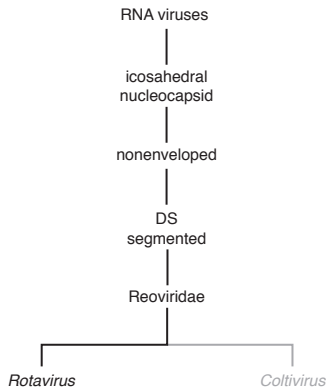 RNA viruses
icosahedral
nucleocapsid
nonenveloped
DS
segmented
Reoviridae
Rotavirus
Coltivirus